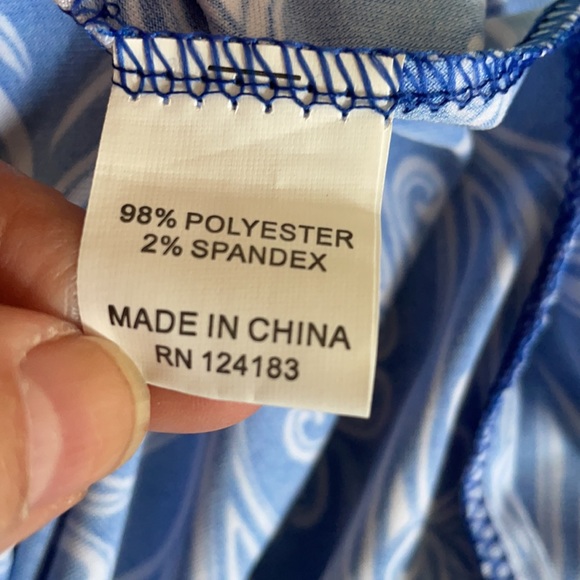 98% POLYESTER
2% SPANDEX
MADE IN CHINA
RN 124183